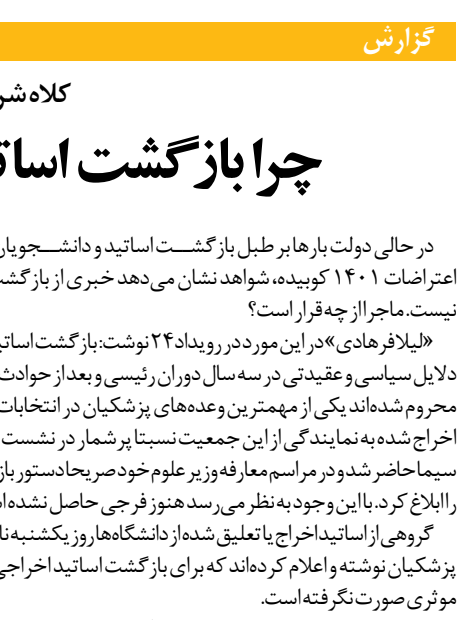 گزارش
کلاه شر
چرا بازگشت اسات
در حالی دولت بارها بر طبل بازگشت اساتید و دانشجویان
اعتراضات ۱۴۰۱ کوبیده، شواهد نشان می‌دهد خبری از بازگش
نیست. ماجرا از چه قرار است؟
«لیلا فرهادی» در این مورد در رویداد۲۴ نوشت: بازگشت اساتی
دلایل سیاسی و عقیدتی در سه سال دوران رئیسی و بعد از حوادث
محروم شده‌اند یکی از مهمترین وعده‌های پزشکیان در انتخابات
اخراج شده به نمایندگی از این جمعیت نسبتا پرشمار در نشست
سیما حاضر شد و در مراسم معارفه وزیر علوم خود صریحا دستور باز
را ابلاغ کرد. با این وجود به نظر می‌رسد هنوز فرجی حاصل نشده ا
گروهی از اساتید اخراج یا تعلیق شده از دانشگاه‌ها روز یکشنبه نا
پزشکیان نوشته و اعلام کرده‌اند که برای بازگشت اساتید اخراجی
موثری صورت نگرفته است.